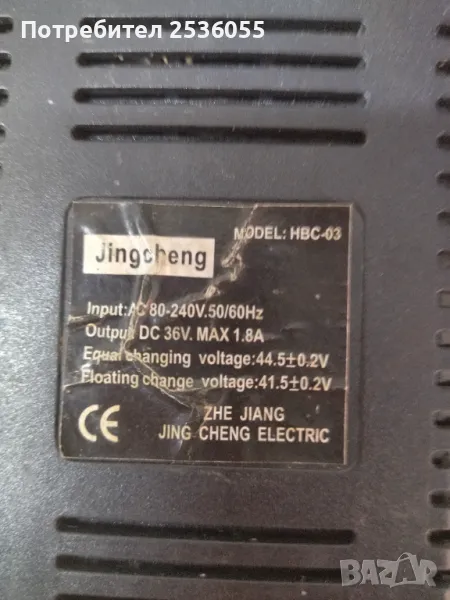 Потребител 2536055
Jingcheng
MODEL: HBC-03
Input:AC 80-240V.50/60Hz
Output DC 36V. MAX 1.8A
Equal changing voltage:44.5±0.2V
Floating change voltage:41.5±0.2V
CE
ZHE JIANG
JING CHENG ELECTRIC
BAZAR